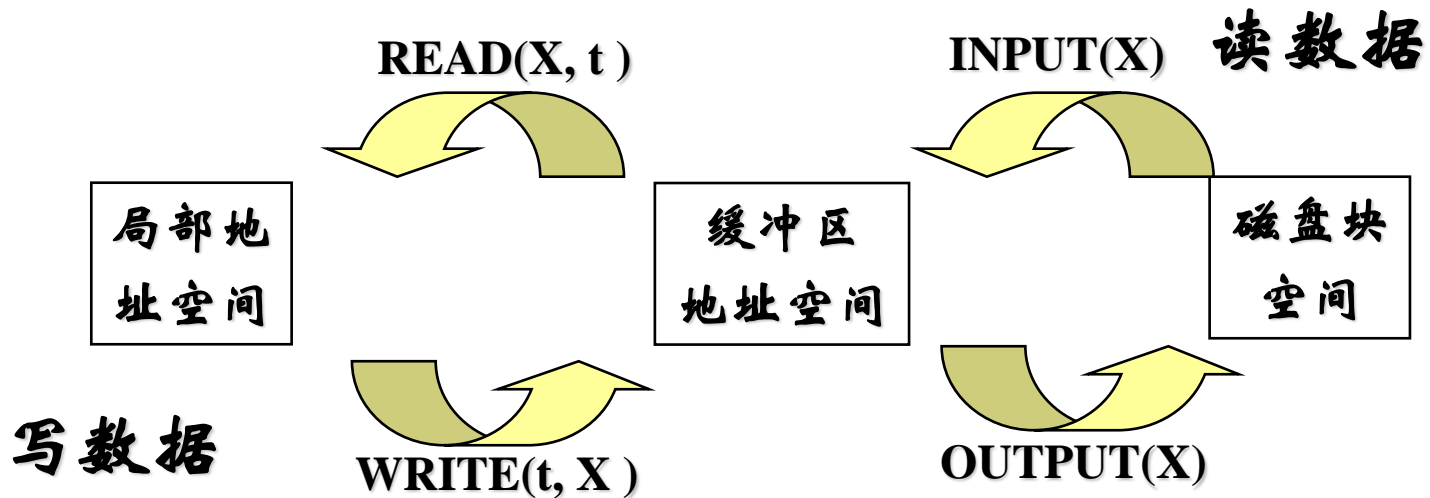 READ(X, t )
INPUT(X)
读数据
局部地
址空间
缓冲区
地址空间
磁盘块
空间
写数据
WRITE(t, X )
OUTPUT(X)